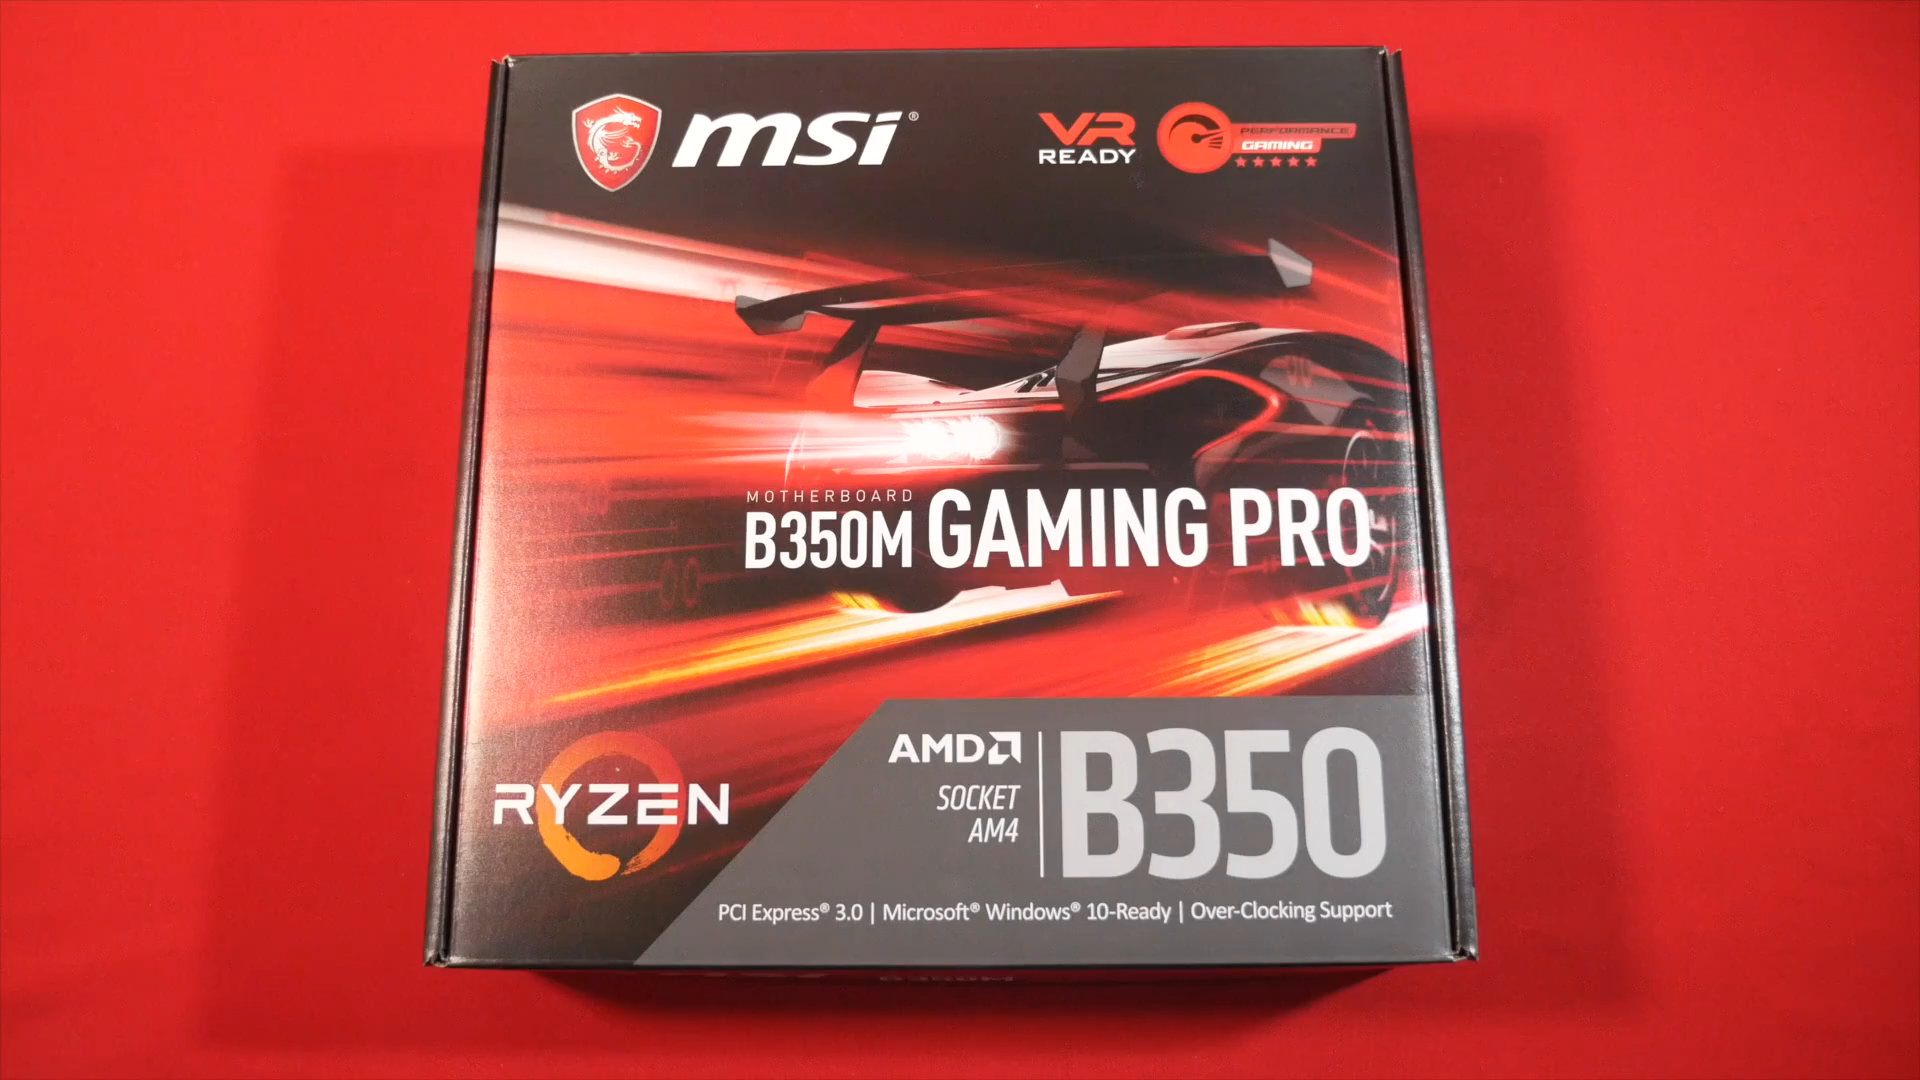 msi®
VR
READY
PERFORMANCE
GAMING
MOTHERBOARD
B350M GAMING PRO
RYZEN
AMD
SOCKET
AM4
B350
PCI Express® 3.0 | Microsoft® Windows® 10-Ready | Over-Clocking Support